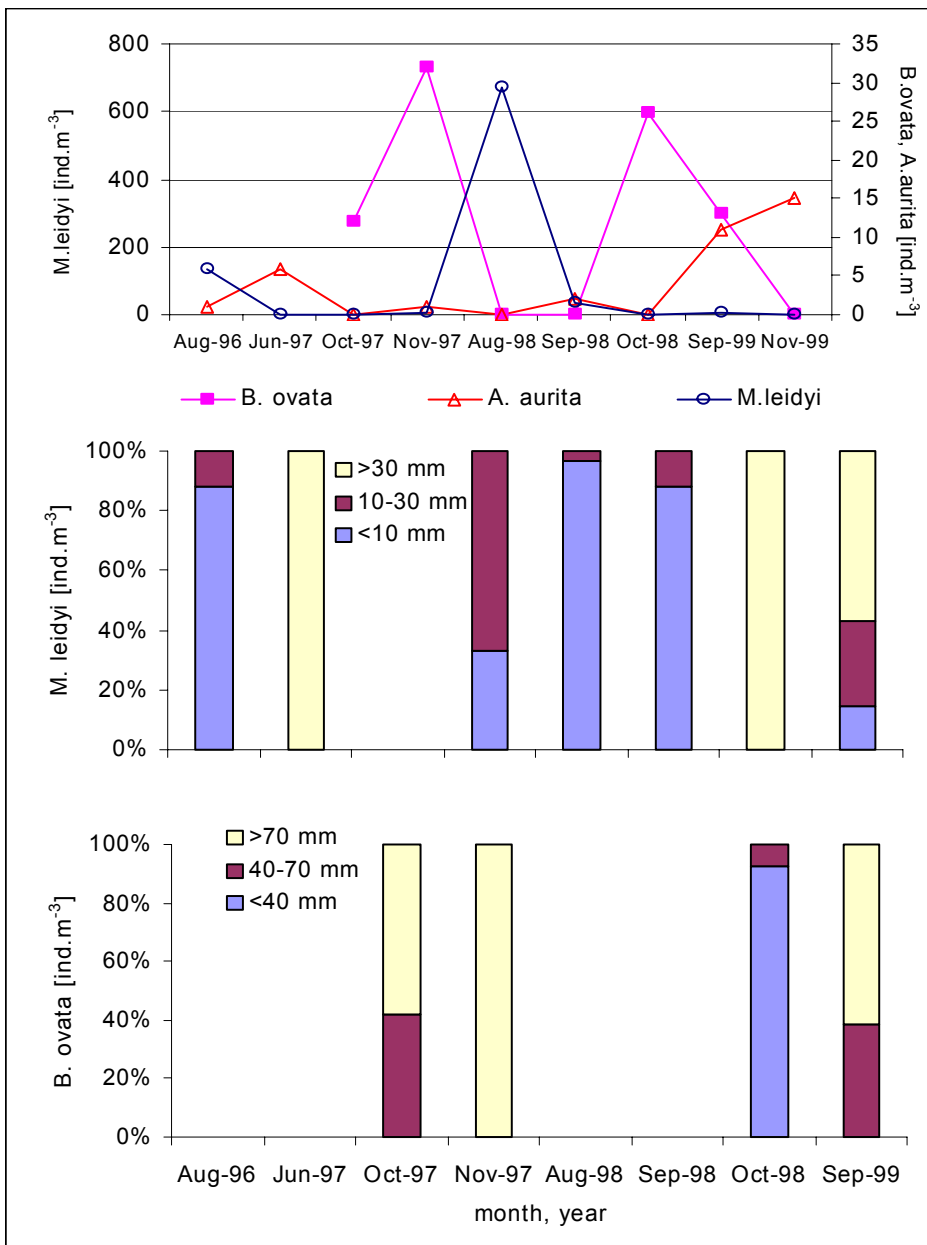 800
600
400
200
0
M.leidyi [ind.m-3]
35
30
25
20
15
10
5
0
B.ovata, A.aurita [ind.m-3]
Aug-96 Jun-97 Oct-97 Nov-97 Aug-98 Sep-98 Oct-98 Sep-99 Nov-99
B. ovata A. aurita M.leidyi
100%
80%
60%
40%
20%
0%
M. leidyi [ind.m-3]
>30 mm
10-30 mm
<10 mm
100%
80%
60%
40%
20%
0%
B. ovata [ind.m-3]
>70 mm
40-70 mm
<40 mm
Aug-96 Jun-97 Oct-97 Nov-97 Aug-98 Sep-98 Oct-98 Sep-99
month, year